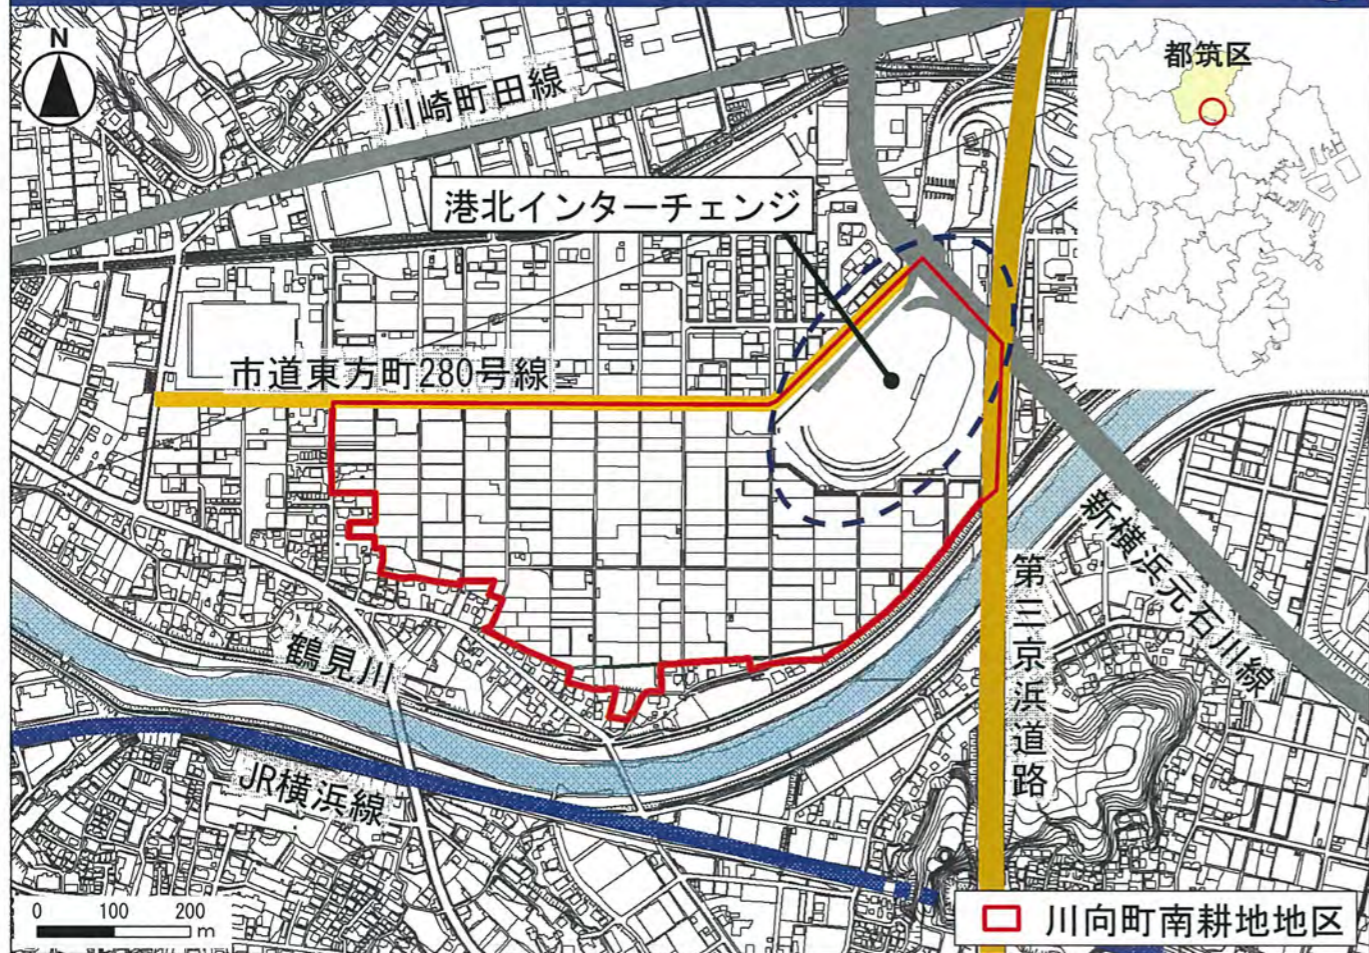 N
都筑区
川崎町田線
港北インターチェンジ
市道東方町280号線
新横浜元石川線
第三京浜道路
鶴見川
JR横浜線
0 100 200 m
川向町南耕地地区